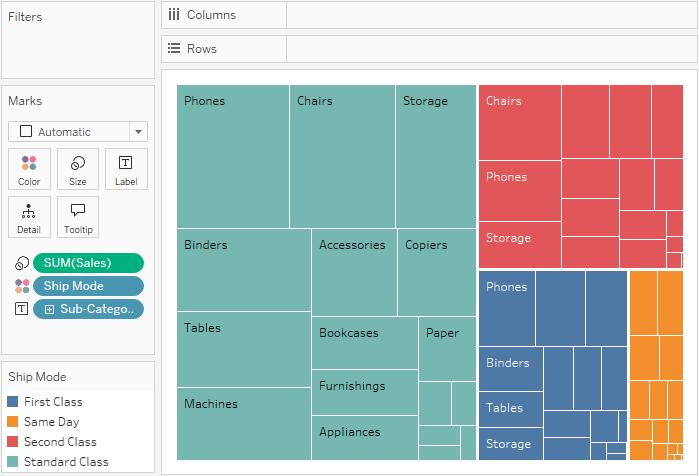 Filters
Columns
Rows
Marks
Automatic
Color
Size
Label
Detail
Tooltip
SUM(Sales)
Ship Mode
Sub-Catego..
Ship Mode
First Class
Same Day
Second Class
Standard Class
Phones
Chairs
Storage
Binders
Accessories
Copiers
Tables
Bookcases
Paper
Machines
Furnishings
Appliances
Chairs
Phones
Storage
Phones
Binders
Tables
Storage